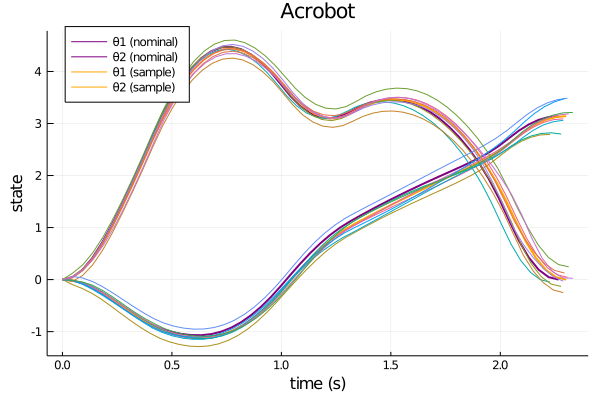 Acrobot
θ1 (nominal)
θ2 (nominal)
θ1 (sample)
θ2 (sample)
state
4
3
2
1
0
-1
0.0
0.5
1.0
1.5
2.0
time (s)